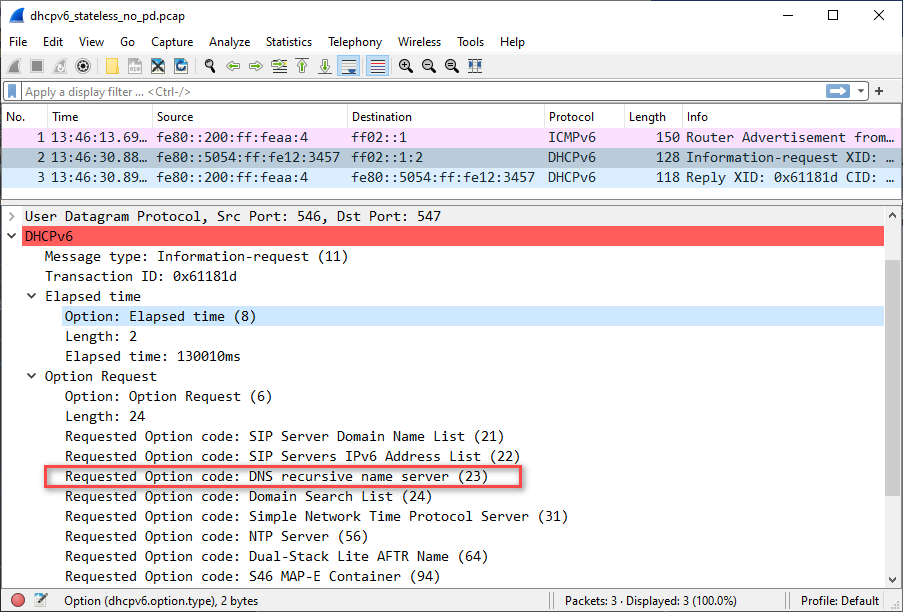 dhcpv6_stateless_no_pd.pcap
File Edit View Go Capture Analyze Statistics Telephony Wireless Tools Help
Apply a display filter ... <Ctrl-/>
No. Time Source Destination Protocol Length Info
1 13:46:13.69… fe80::200:ff:feaa:4 ff02::1 ICMPv6 150 Router Advertisement from…
2 13:46:30.88… fe80::5054:ff:fe12:3457 ff02::1:2 DHCPv6 128 Information-request XID: …
3 13:46:30.89… fe80::200:ff:feaa:4 fe80::5054:ff:fe12:3457 DHCPv6 118 Reply XID: 0x61181d CID: …
User Datagram Protocol, Src Port: 546, Dst Port: 547
DHCPv6
Message type: Information-request (11)
Transaction ID: 0x61181d
Elapsed time
Option: Elapsed time (8)
Length: 2
Elapsed time: 130010ms
Option Request
Option: Option Request (6)
Length: 24
Requested Option code: SIP Server Domain Name List (21)
Requested Option code: SIP Servers IPv6 Address List (22)
Requested Option code: DNS recursive name server (23)
Requested Option code: Domain Search List (24)
Requested Option code: Simple Network Time Protocol Server (31)
Requested Option code: NTP Server (56)
Requested Option code: Dual-Stack Lite AFTR Name (64)
Requested Option code: S46 MAP-E Container (94)
Option (dhcpv6.option.type), 2 bytes Packets: 3 · Displayed: 3 (100.0%) Profile: Default